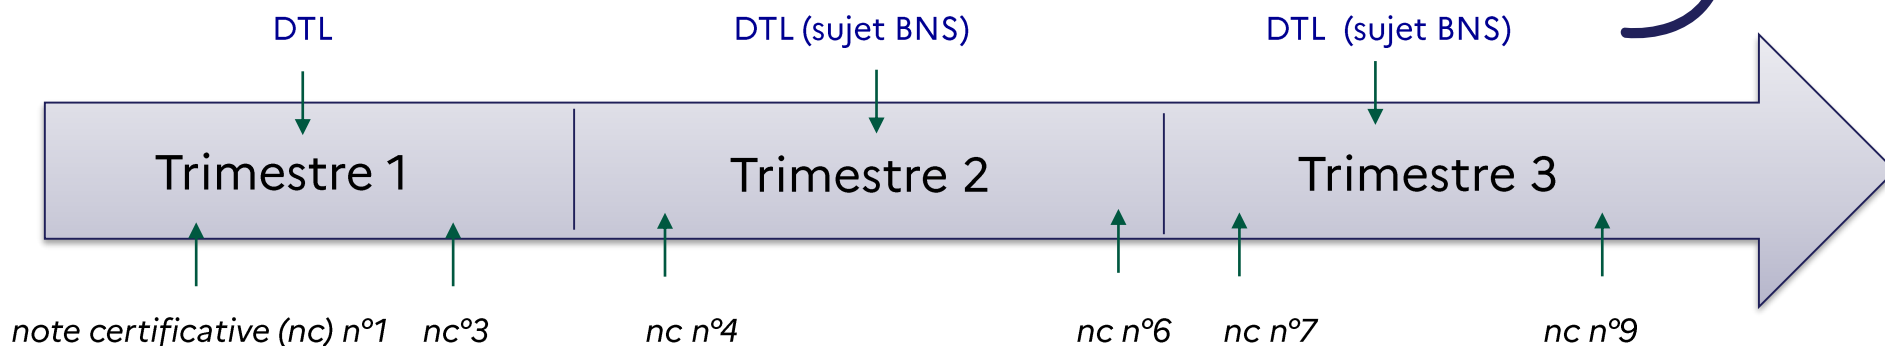 DTL DTL (sujet BNS) DTL (sujet BNS)
Trimestre 1 Trimestre 2 Trimestre 3
note certificative (nc) n°1 nc°3 nc n°4 nc n°6 nc n°7 nc n°9